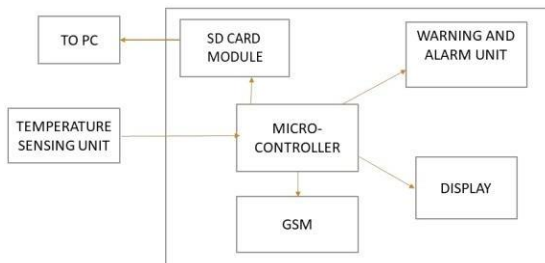 TO PC
SD CARD
MODULE
WARNING AND
ALARM UNIT
TEMPERATURE
SENSING UNIT
MICRO-
CONTROLLER
DISPLAY
GSM